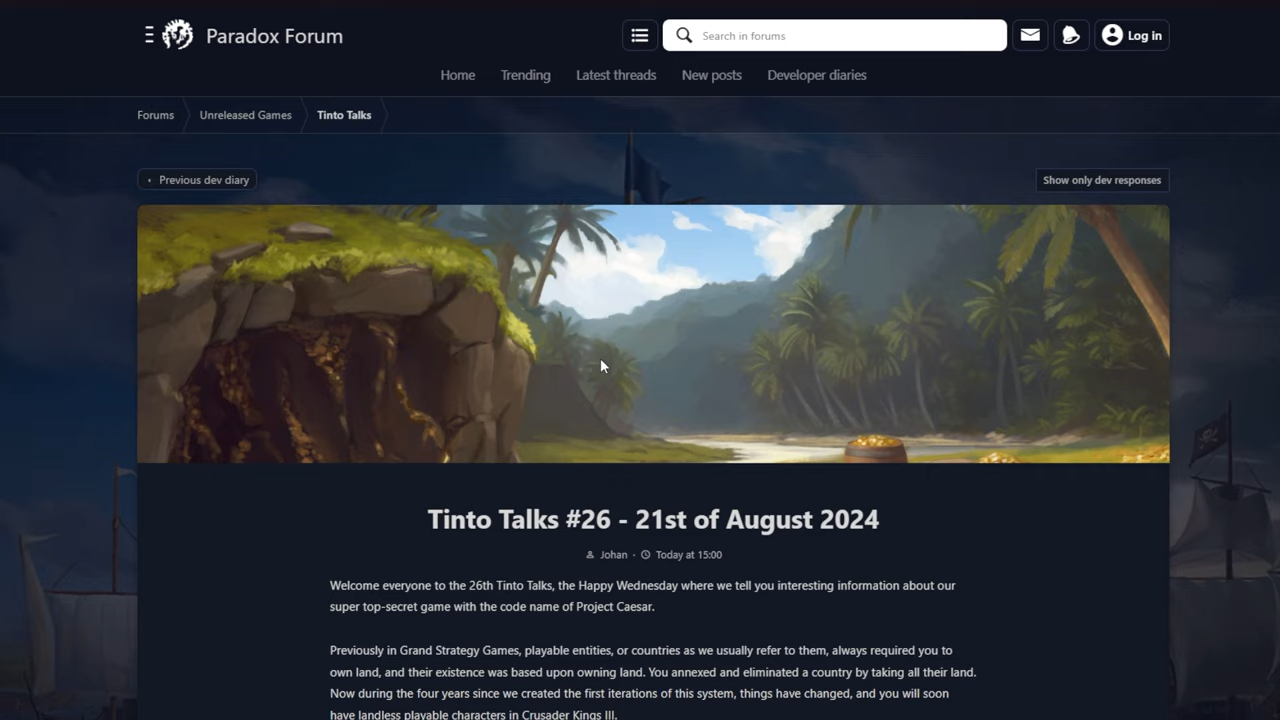 Paradox Forum
Search in forums
Log in
Home Trending Latest threads New posts Developer diaries
Forums Unreleased Games Tinto Talks
Previous dev diary
Show only dev responses
Tinto Talks #26 - 21st of August 2024
Johan · Today at 15:00
Welcome everyone to the 26th Tinto Talks, the Happy Wednesday where we tell you interesting information about our
super top-secret game with the code name of Project Caesar.
Previously in Grand Strategy Games, playable entities, or countries as we usually refer to them, always required you to
own land, and their existence was based upon owning land. You annexed and eliminated a country by taking all their land.
Now during the four years since we created the first iterations of this system, things have changed, and you will soon
have landless playable characters in Crusader Kings III.